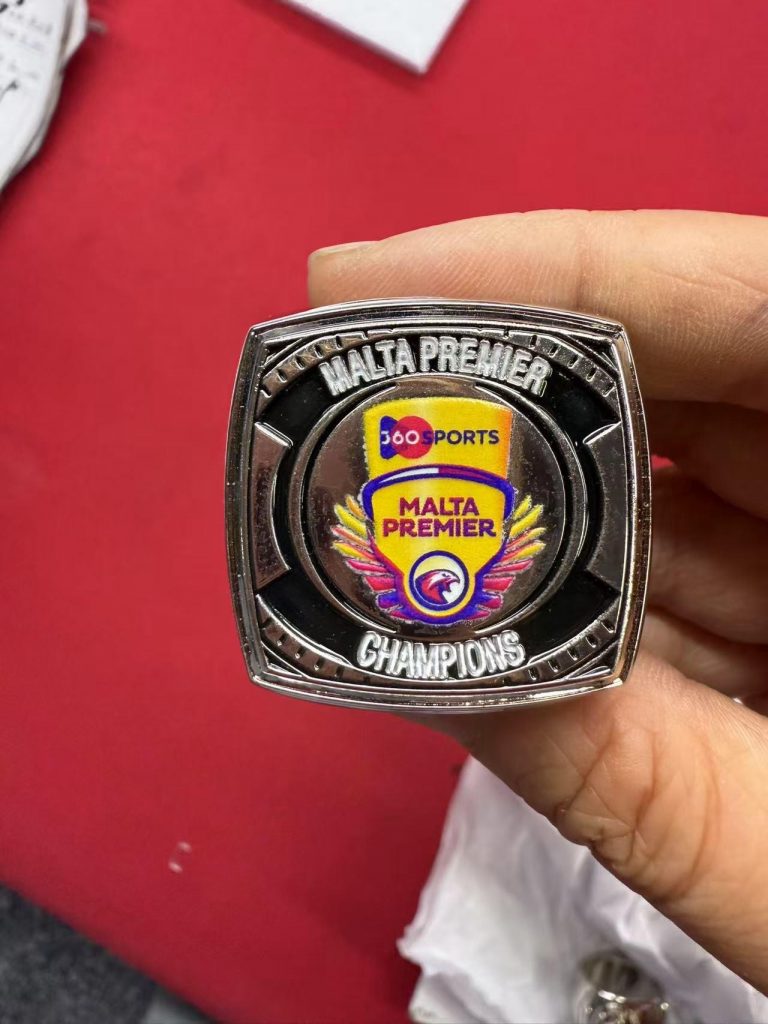 MALTA PREMIER
360SPORTS
MALTA
PREMIER
CHAMPIONS